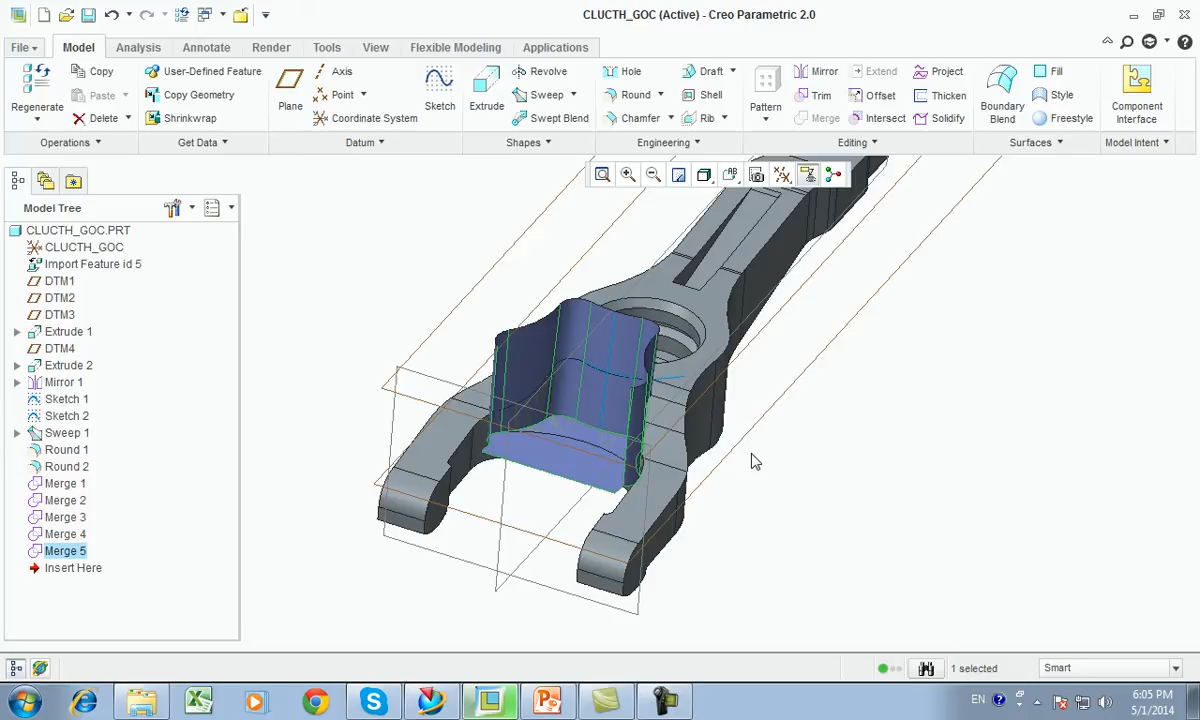 CLUCTH_GOC (Active) - Creo Parametric 2.0
File Model Analysis Annotate Render Tools View Flexible Modeling Applications
Regenerate
Copy
Paste
Delete
User-Defined Feature
Copy Geometry
Shrinkwrap
Plane
Axis
Point
Coordinate System
Sketch
Extrude
Revolve
Sweep
Swept Blend
Hole
Round
Chamfer
Draft
Shell
Rib
Pattern
Mirror
Trim
Merge
Extend
Offset
Intersect
Project
Thicken
Solidify
Boundary
Blend
Fill
Style
Freestyle
Component
Interface
Operations Get Data Datum Shapes Engineering Editing Surfaces Model Intent
Model Tree
CLUCTH_GOC.PRT
CLUCTH_GOC
Import Feature id 5
DTM1
DTM2
DTM3
Extrude 1
DTM4
Extrude 2
Mirror 1
Sketch 1
Sketch 2
Sweep 1
Round 1
Round 2
Merge 1
Merge 2
Merge 3
Merge 4
Merge 5
Insert Here
1 selected
Smart
EN
6:05 PM
5/1/2014